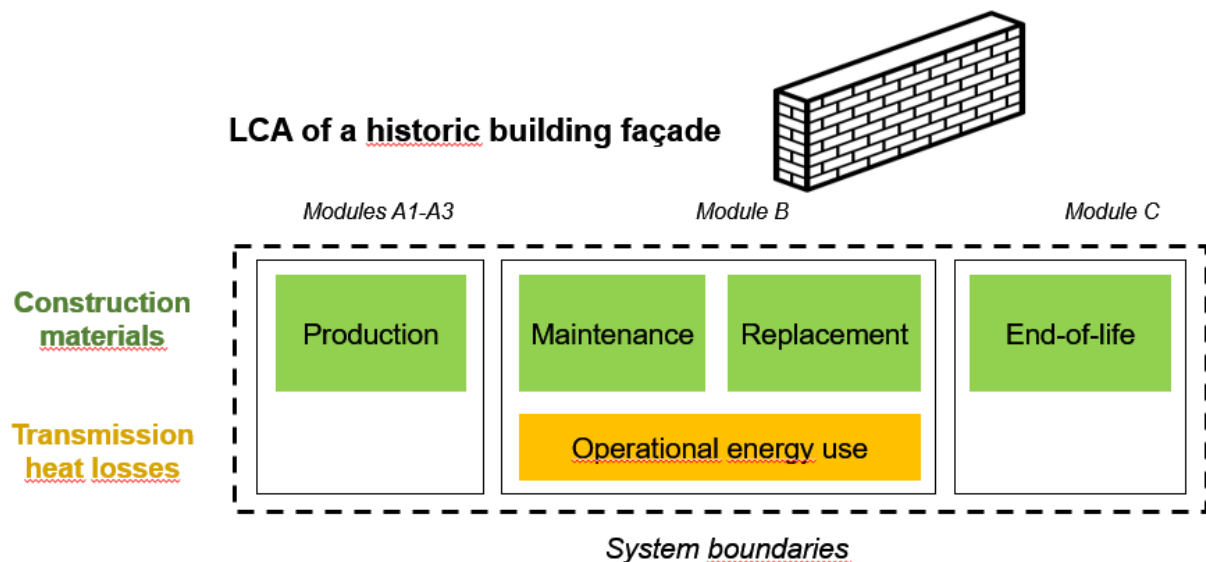 LCA of a historic building façade
Modules A1-A3
Module B
Module C
Construction
materials
Production
Maintenance
Replacement
End-of-life
Transmission
heat losses
Operational energy use
System boundaries